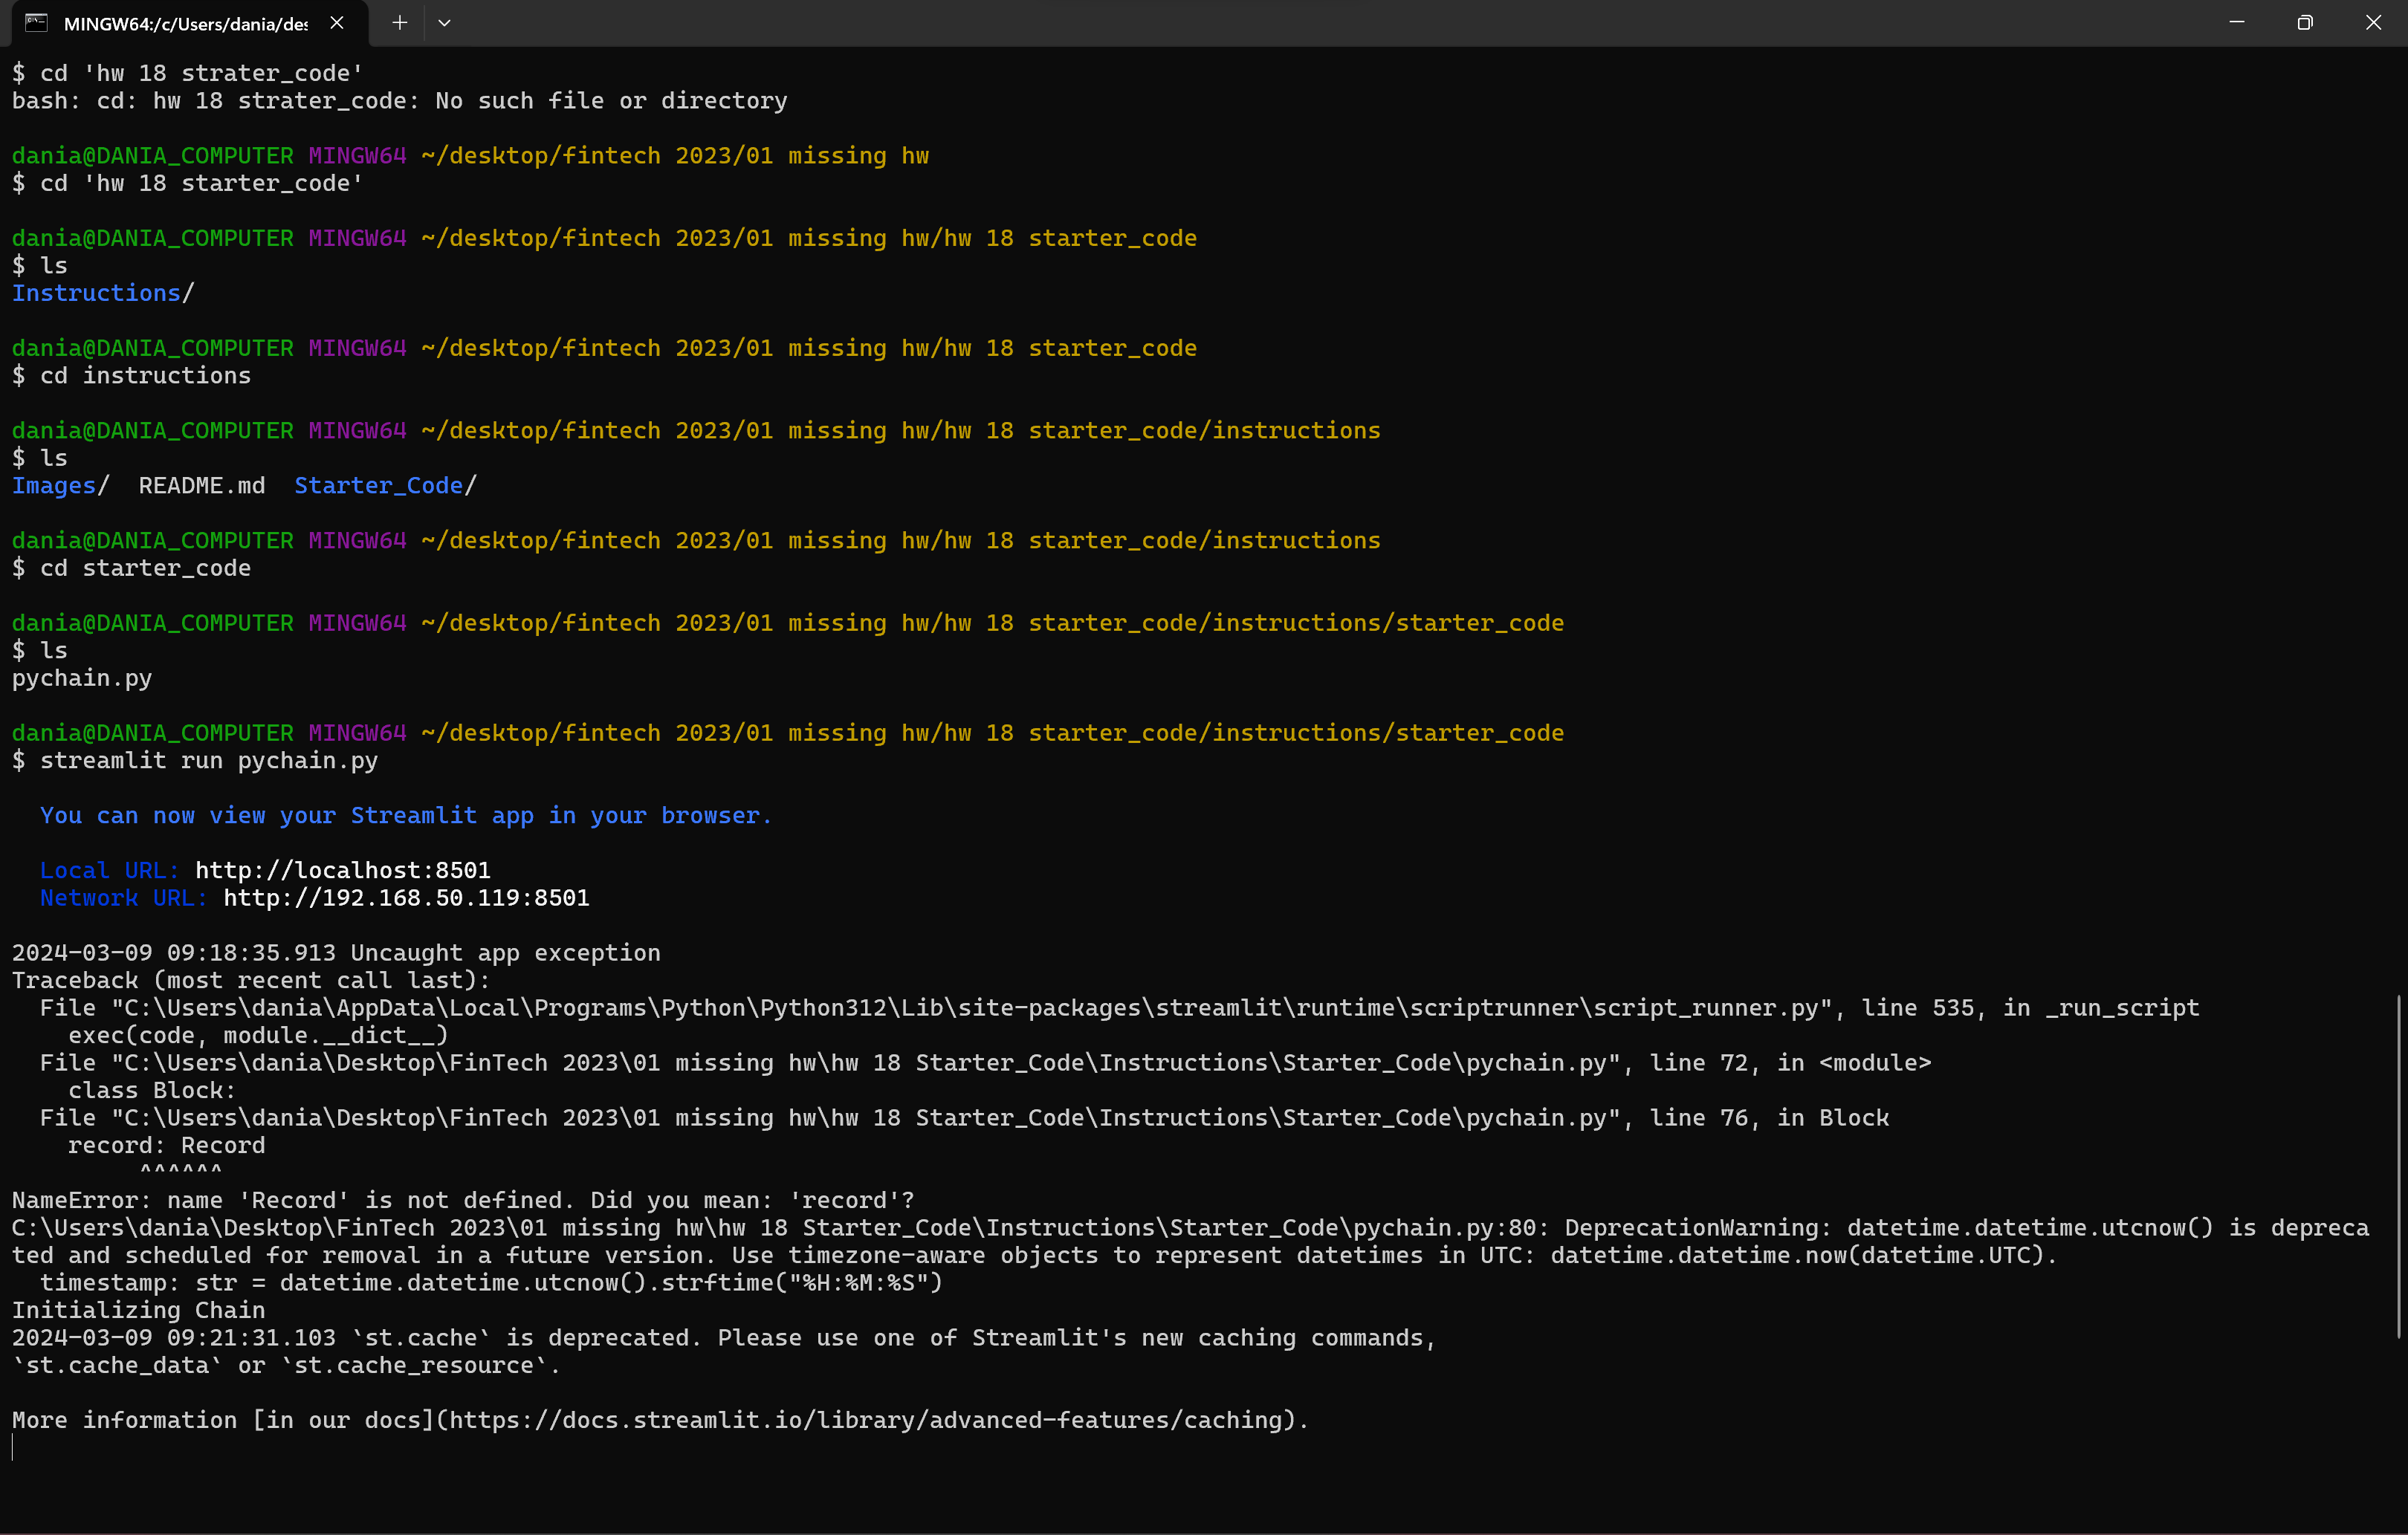 MINGW64:/c/Users/dania/des
$ cd 'hw 18 strater_code'
bash: cd: hw 18 strater_code: No such file or directory
dania@DANIA_COMPUTER MINGW64 ~/desktop/fintech 2023/01 missing hw
$ cd 'hw 18 starter_code'
dania@DANIA_COMPUTER MINGW64 ~/desktop/fintech 2023/01 missing hw/hw 18 starter_code
$ ls
Instructions/
dania@DANIA_COMPUTER MINGW64 ~/desktop/fintech 2023/01 missing hw/hw 18 starter_code
$ cd instructions
dania@DANIA_COMPUTER MINGW64 ~/desktop/fintech 2023/01 missing hw/hw 18 starter_code/instructions
$ ls
Images/  README.md  Starter_Code/
dania@DANIA_COMPUTER MINGW64 ~/desktop/fintech 2023/01 missing hw/hw 18 starter_code/instructions
$ cd starter_code
dania@DANIA_COMPUTER MINGW64 ~/desktop/fintech 2023/01 missing hw/hw 18 starter_code/instructions/starter_code
$ ls
pychain.py
dania@DANIA_COMPUTER MINGW64 ~/desktop/fintech 2023/01 missing hw/hw 18 starter_code/instructions/starter_code
$ streamlit run pychain.py
You can now view your Streamlit app in your browser.
Local URL: http://localhost:8501
Network URL: http://192.168.50.119:8501
2024-03-09 09:18:35.913 Uncaught app exception
Traceback (most recent call last):
File "C:\Users\dania\AppData\Local\Programs\Python\Python312\Lib\site-packages\streamlit\runtime\scriptrunner\script_runner.py", line 535, in _run_script
exec(code, module.__dict__)
File "C:\Users\dania\Desktop\FinTech 2023\01 missing hw\hw 18 Starter_Code\Instructions\Starter_Code\pychain.py", line 72, in <module>
class Block:
File "C:\Users\dania\Desktop\FinTech 2023\01 missing hw\hw 18 Starter_Code\Instructions\Starter_Code\pychain.py", line 76, in Block
record: Record
^^^^^^
NameError: name 'Record' is not defined. Did you mean: 'record'?
C:\Users\dania\Desktop\FinTech 2023\01 missing hw\hw 18 Starter_Code\Instructions\Starter_Code\pychain.py:80: DeprecationWarning: datetime.datetime.utcnow() is depreca
ted and scheduled for removal in a future version. Use timezone-aware objects to represent datetimes in UTC: datetime.datetime.now(datetime.UTC).
timestamp: str = datetime.datetime.utcnow().strftime("%H:%M:%S")
Initializing Chain
2024-03-09 09:21:31.103 `st.cache` is deprecated. Please use one of Streamlit's new caching commands,
`st.cache_data` or `st.cache_resource`.
More information [in our docs](https://docs.streamlit.io/library/advanced-features/caching).